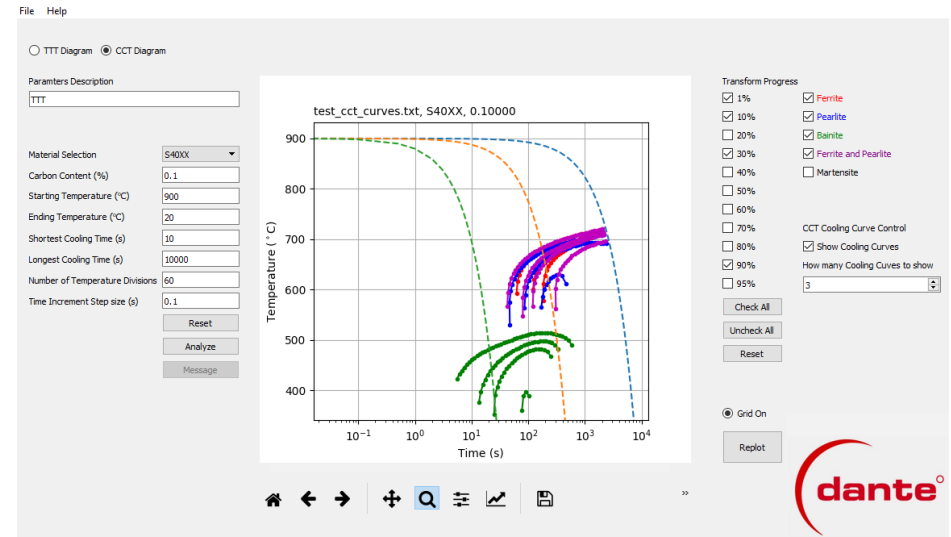 File Help
TTT Diagram CCT Diagram
Paramters Description
TTT
Material Selection S40XX
Carbon Content (%) 0.1
Starting Temperature (°C) 900
Ending Temperature (°C) 20
Shortest Cooling Time (s) 10
Longest Cooling Time (s) 10000
Number of Temperature Divisions 60
Time Increment Step size (s) 0.1
Reset
Analyze
Message
test_cct_curves.txt, S40XX, 0.10000
Temperature (°C)
900
800
700
600
500
400
10⁻¹ 10⁰ 10¹ 10² 10³ 10⁴
Time (s)
»
Transform Progress
1% Ferrite
10% Pearlite
20% Bainite
30% Ferrite and Pearlite
40% Martensite
50%
60%
70% CCT Cooling Curve Control
80% Show Cooling Curves
90% How many Cooling Cuves to show
95% 3
Check All
Uncheck All
Reset
Grid On
Replot
dante